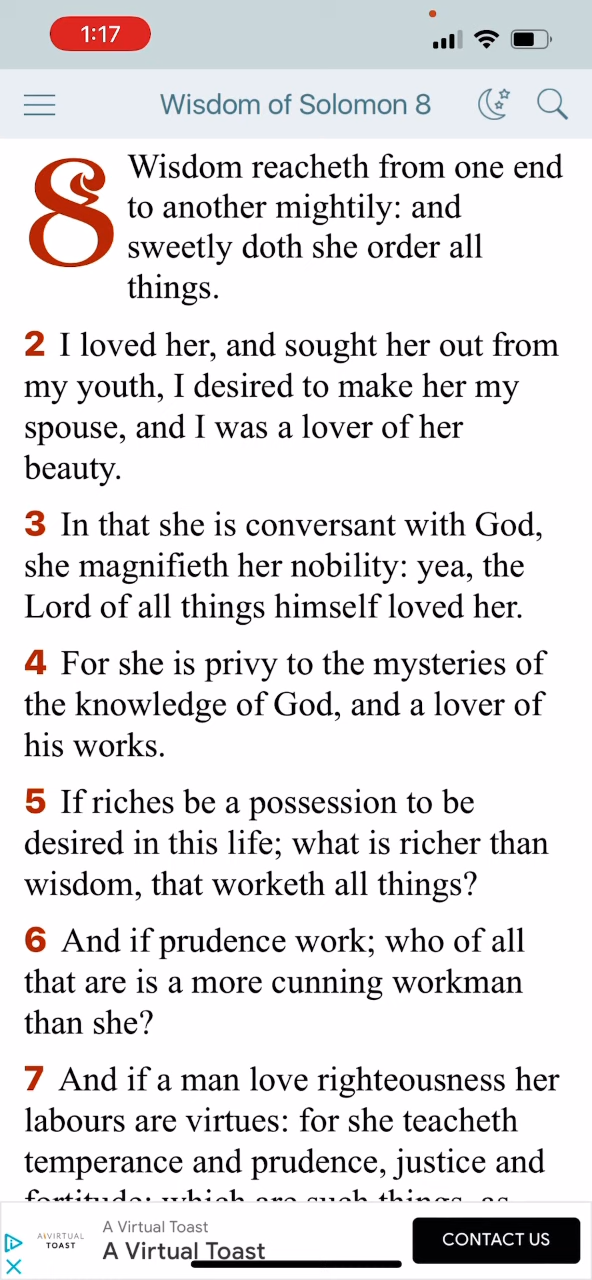 1:17
Wisdom of Solomon 8
8 Wisdom reacheth from one end
to another mightily: and
sweetly doth she order all
things.
2 I loved her, and sought her out from
my youth, I desired to make her my
spouse, and I was a lover of her
beauty.
3 In that she is conversant with God,
she magnifieth her nobility: yea, the
Lord of all things himself loved her.
4 For she is privy to the mysteries of
the knowledge of God, and a lover of
his works.
5 If riches be a possession to be
desired in this life; what is richer than
wisdom, that worketh all things?
6 And if prudence work; who of all
that are is a more cunning workman
than she?
7 And if a man love righteousness her
labours are virtues: for she teacheth
temperance and prudence, justice and
fortitude: which are such things, as
A Virtual Toast
AVIRTUAL
TOAST
A Virtual Toast
CONTACT US